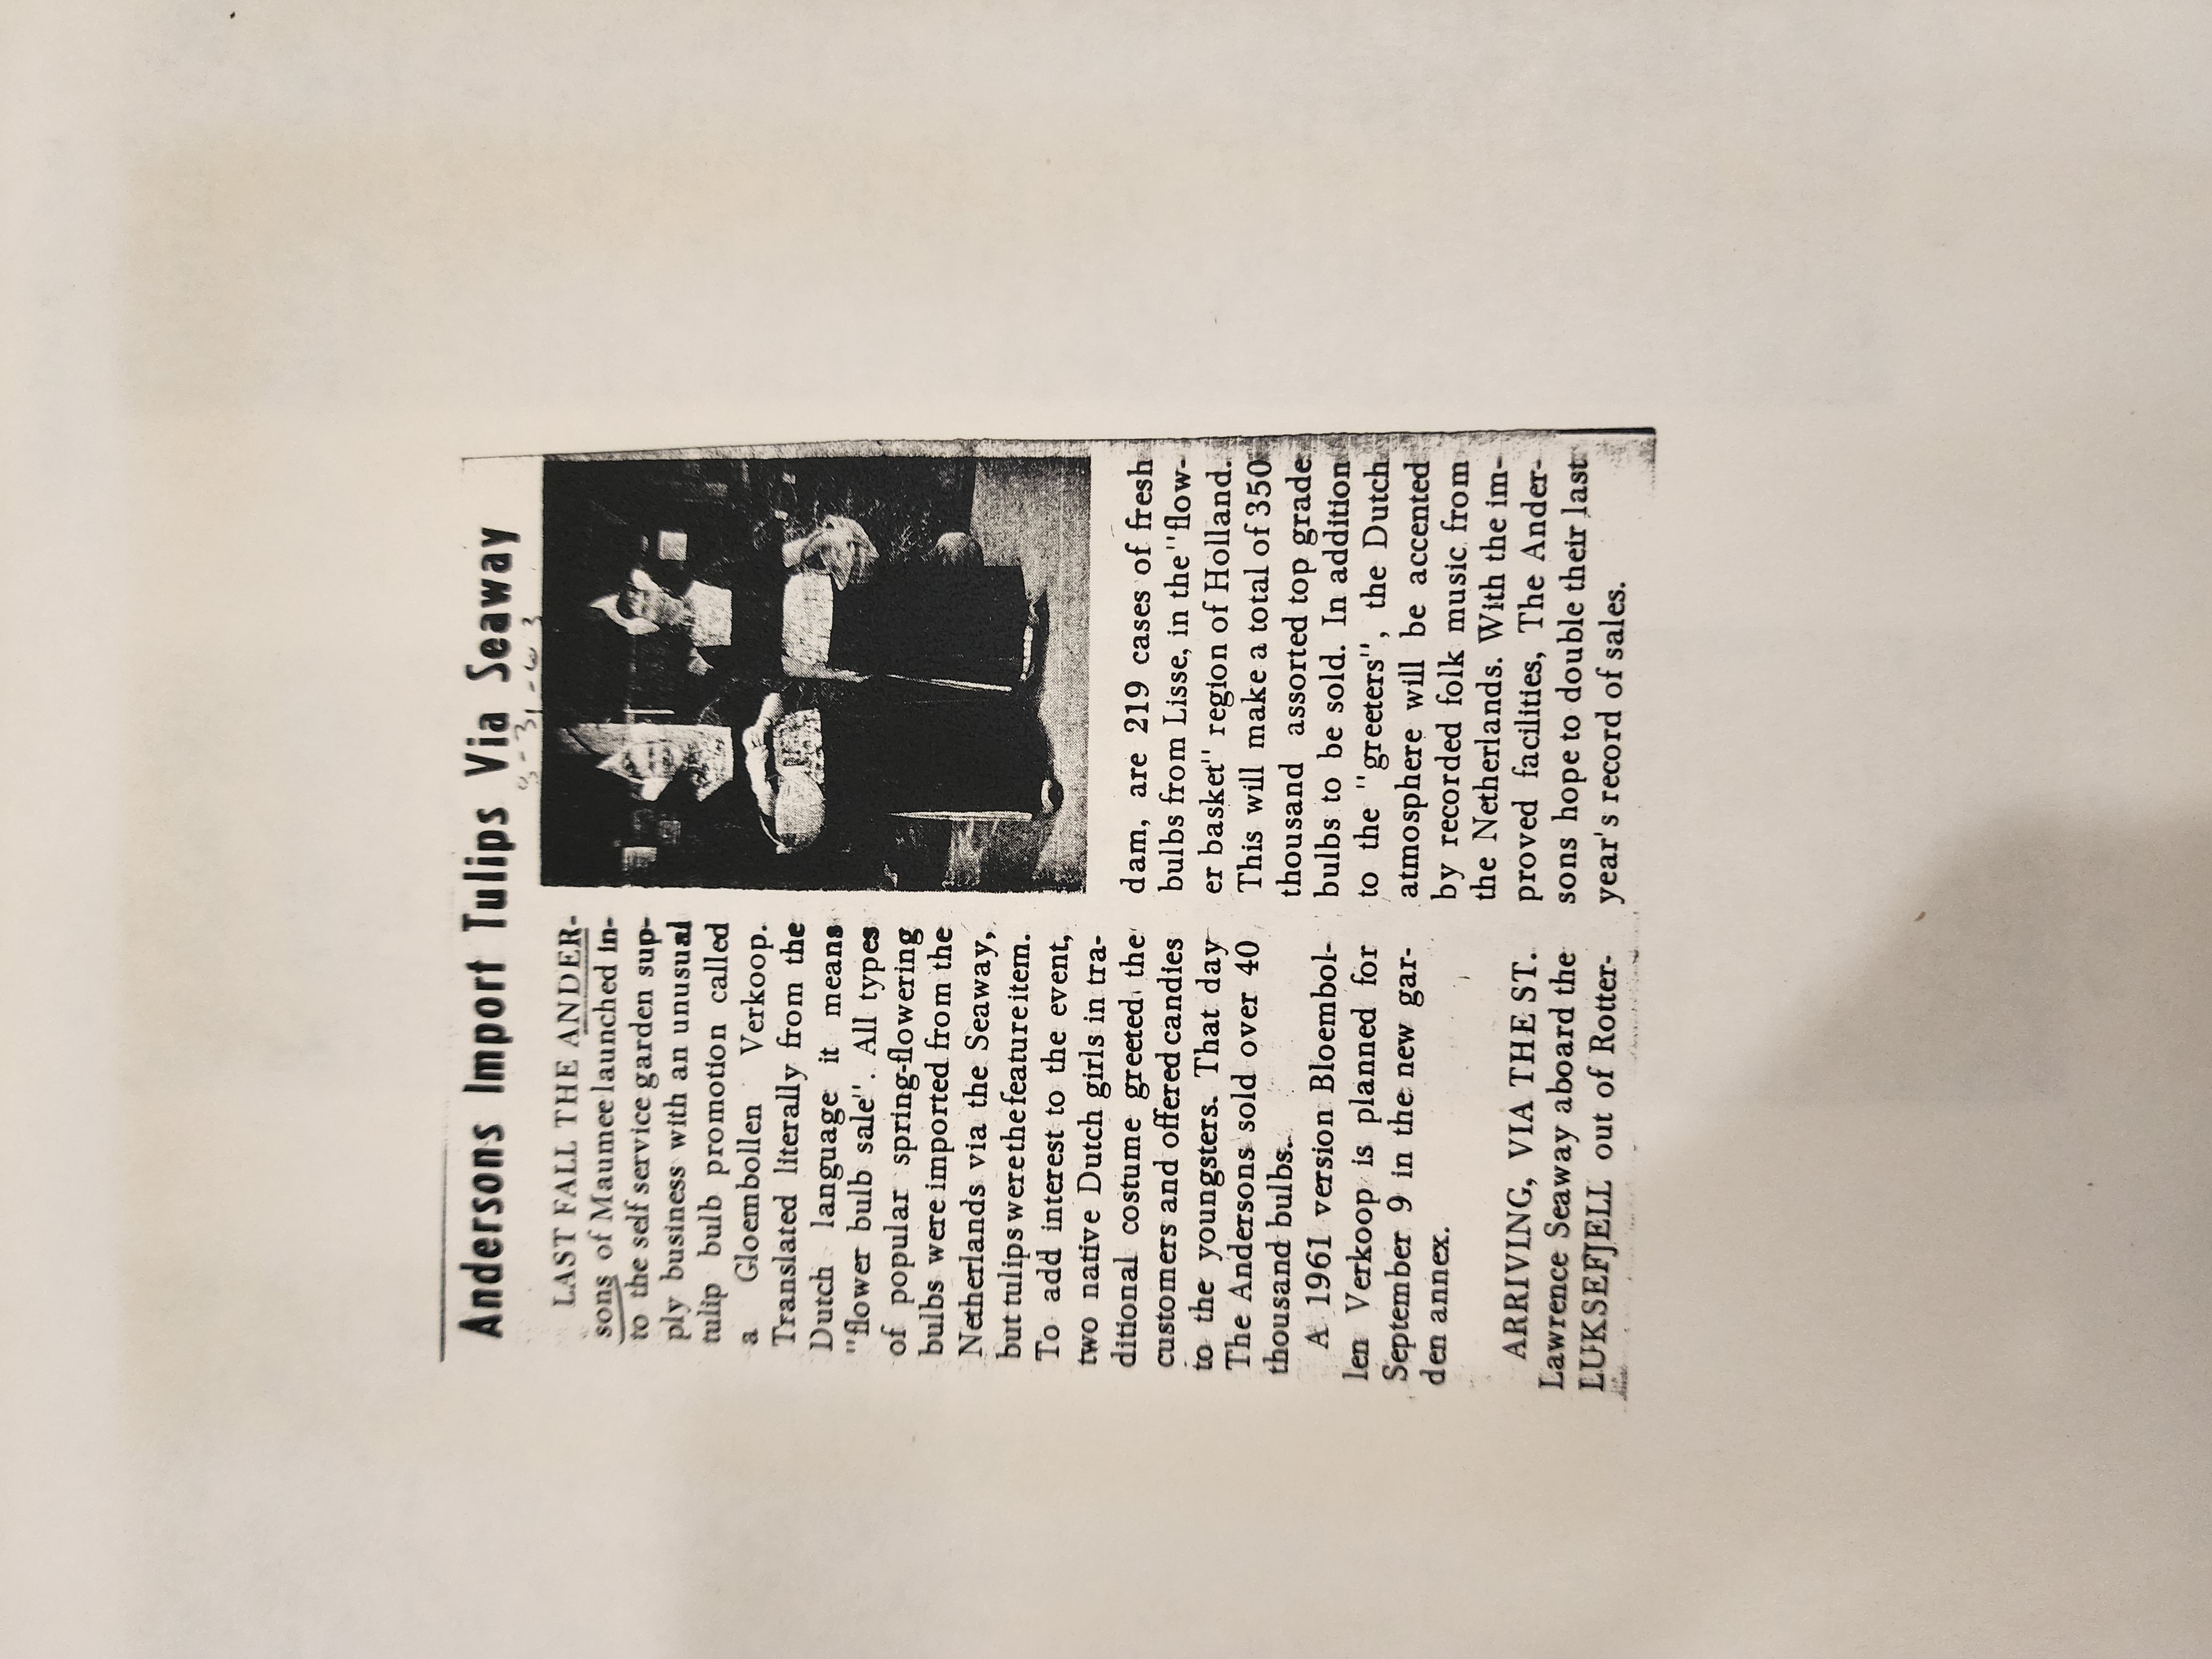 Andersons Import Tulips Via Seaway
8-31-63
LAST FALL THE ANDER-
sons of Maumee launched in-
to the self service garden sup-
ply business with an unusual
tulip bulb promotion called
a Gloembollen Verkoop.
Translated literally from the
Dutch language it means
"flower bulb sale". All types
of popular spring-flowering
bulbs were imported from the
Netherlands via the Seaway,
but tulips were the feature item.
To add interest to the event,
two native Dutch girls in tra-
ditional costume greeted the
customers and offered candies
to the youngsters. That day
The Andersons sold over 40
thousand bulbs.
A 1961 version Bloembol-
len Verkoop is planned for
September 9 in the new gar-
den annex.
ARRIVING, VIA THE ST.
Lawrence Seaway aboard the
LUKSEFJELL out of Rotter-
dam, are 219 cases of fresh
bulbs from Lisse, in the "flow-
er basket" region of Holland.
This will make a total of 350
thousand assorted top grade
bulbs to be sold. In addition
to the "greeters", the Dutch
atmosphere will be accented
by recorded folk music from
the Netherlands. With the im-
proved facilities, The Ander-
sons hope to double their last
year's record of sales.